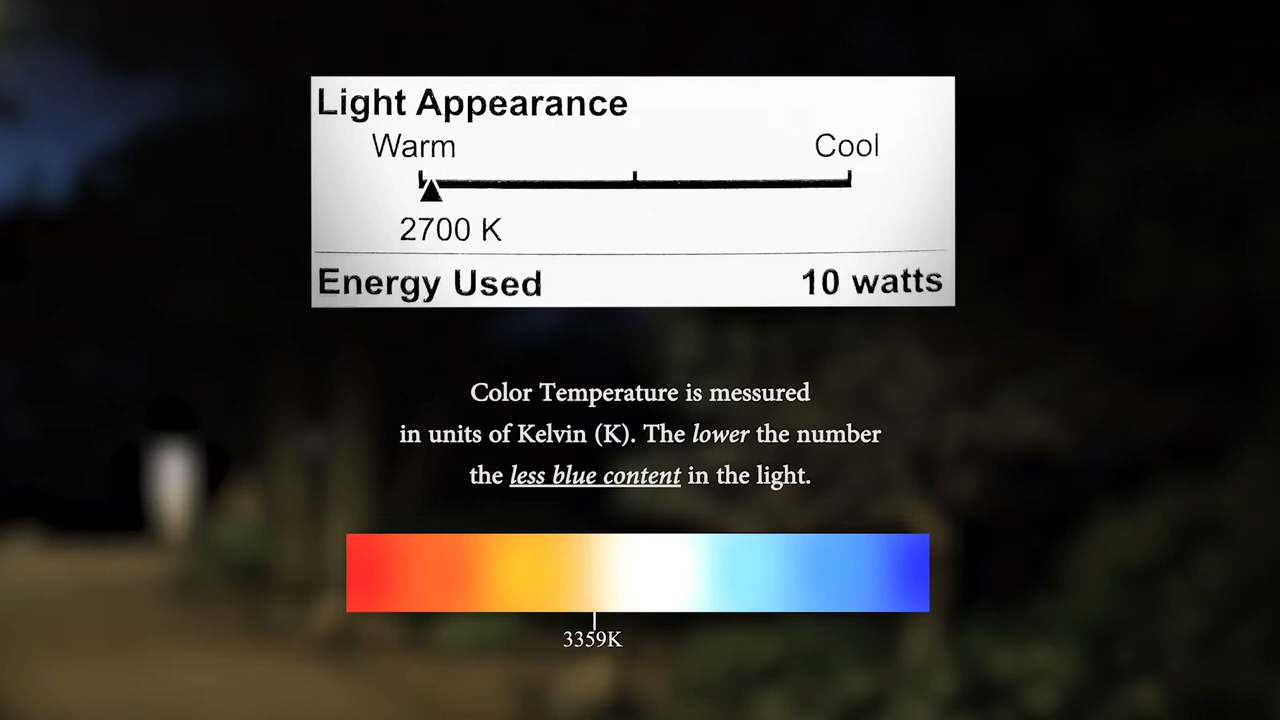 Light Appearance
Warm Cool
2700 K
Energy Used 10 watts
Color Temperature is messured
in units of Kelvin (K). The lower the number
the less blue content in the light.
3359K